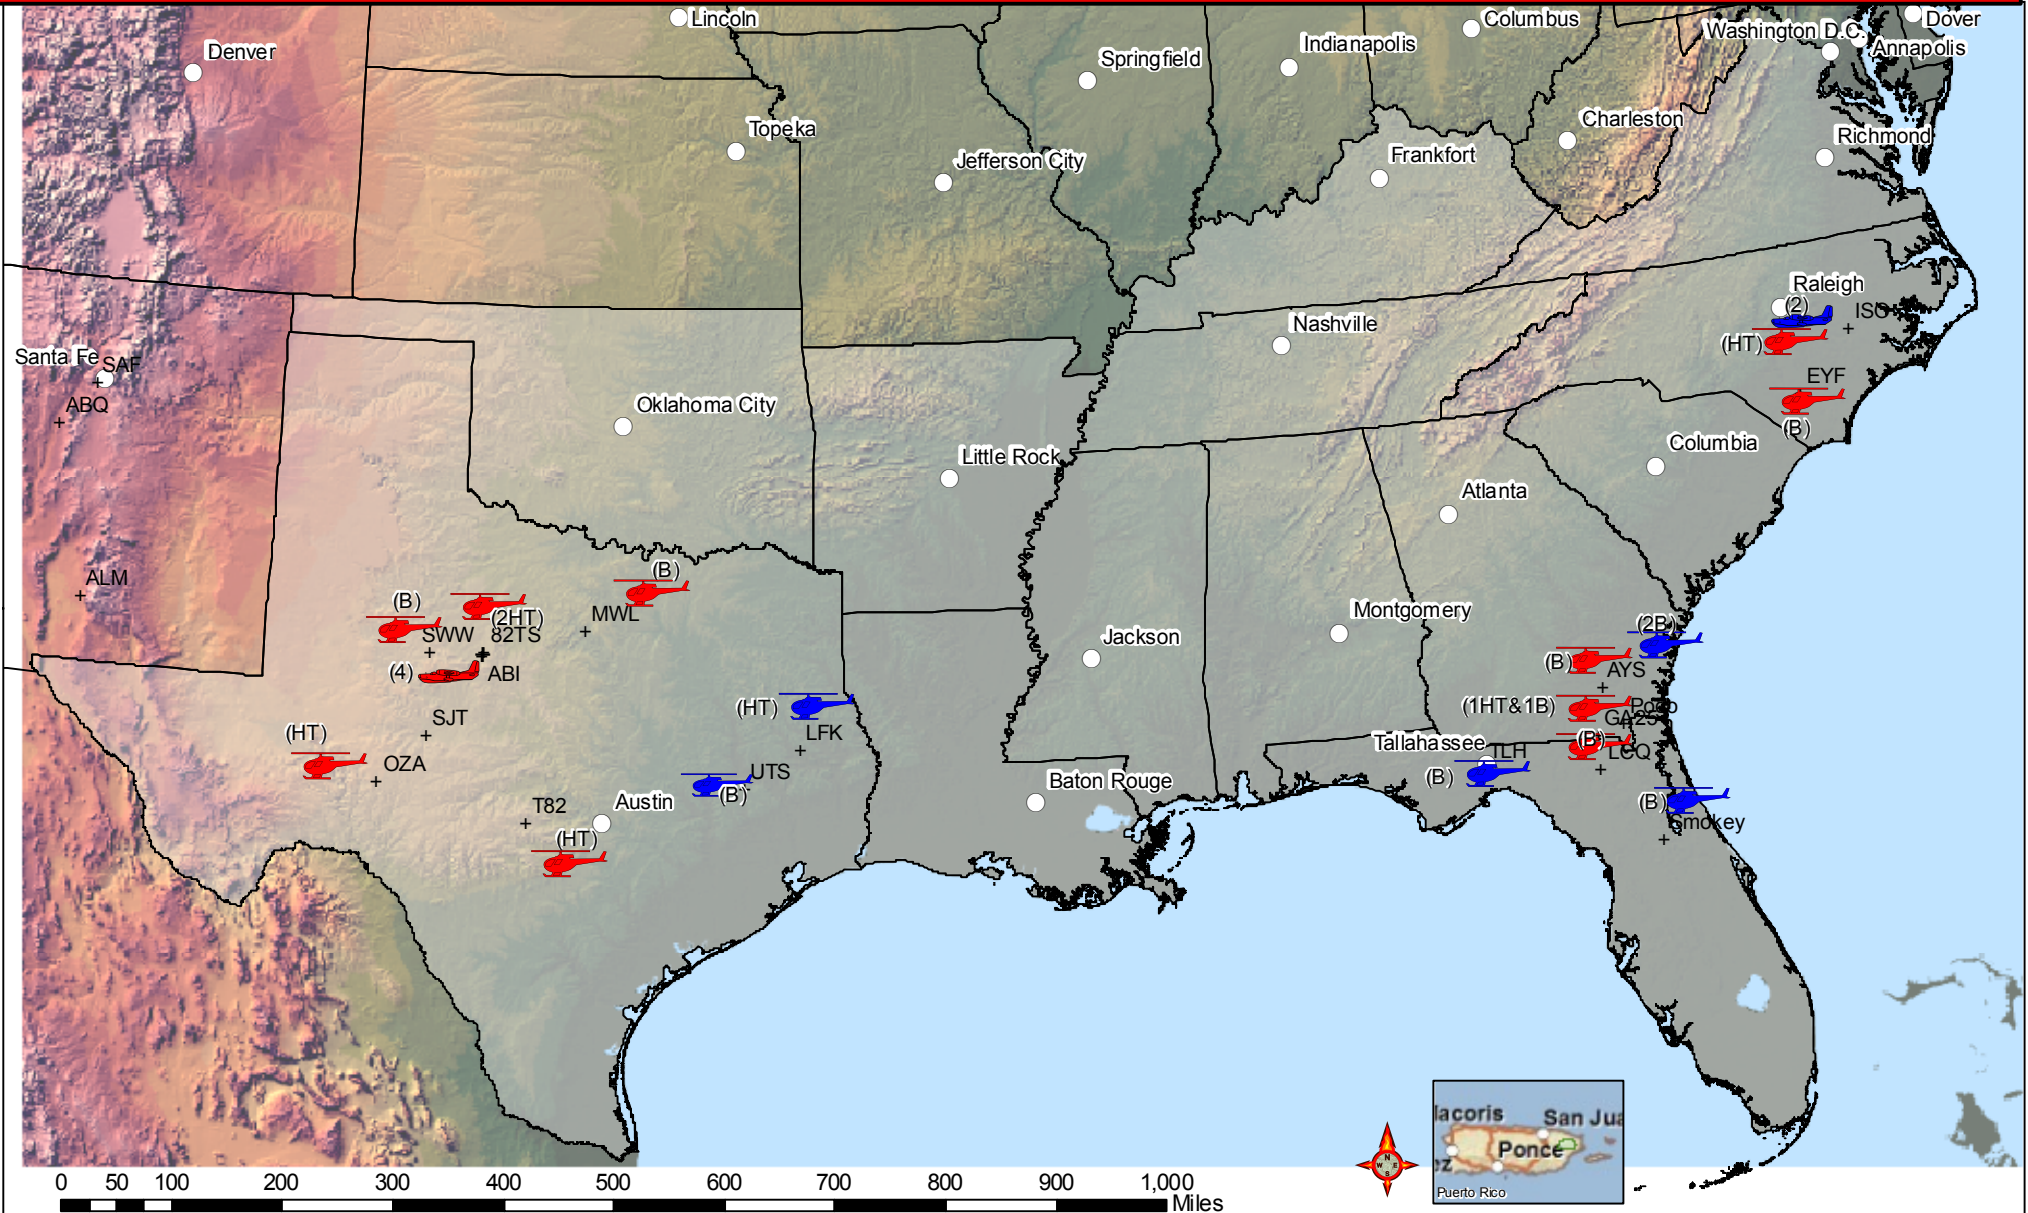 Lincoln
Columbus
Dover
Denver
Washington D.C.
Annapolis
Indianapolis
Springfield
Topeka
Charleston
Richmond
Jefferson City
Frankfort
Raleigh
(2)
ISO
Nashville
(HT)
Santa Fe
SAF
EYF
ABQ
Oklahoma City
(B)
Columbia
Little Rock
Atlanta
ALM
(B)
(B)
(2HT)
MWL
Montgomery
(2B)
SWW
82TS
Jackson
(B)
AYS
(4)
ABI
(HT)
(1HT&1B)
GA25
SJT
(HT)
LFK
Tallahassee
TLH
(B)
LCQ
OZA
UTS
(B)
Baton Rouge
(B)
(B)
T82
Austin
Smokey
(HT)
acoris
San Jua
Ponce
ez
Puerto Rico
N
W
E
S
0 50 100 200 300 400 500 600 700 800 900 1,000
Miles